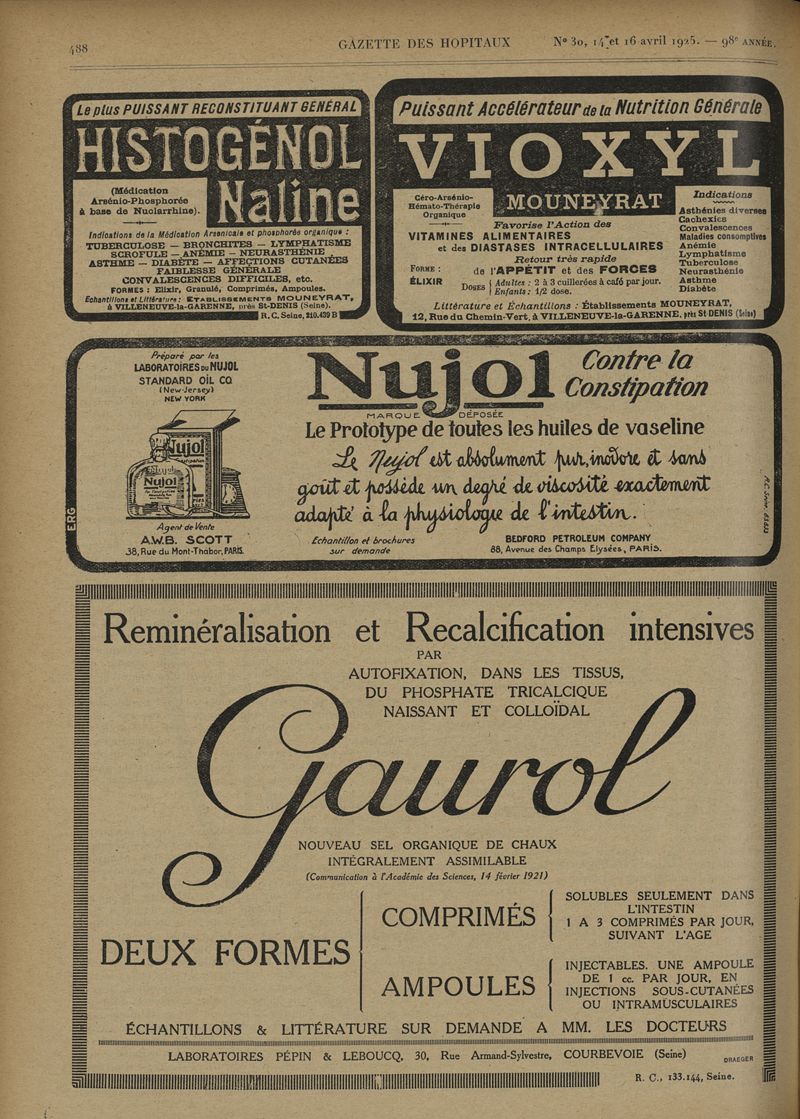 488
GAZETTE DES HOPITAUX
N° 30, 14 et 16 avril 1925. — 98e ANNÉE.
Le plus PUISSANT RECONSTITUANT GÉNÉRAL
HISTOGÉNOL
Naline
(Médication
Arsénio-Phosphorée
à base de Nuclarrhine).
Indications de la Médication Arsenicale et phosphorée organique :
TUBERCULOSE — BRONCHITES — LYMPHATISME
SCROFULE — ANÉMIE — NEURASTHÉNIE
ASTHME — DIABÈTE — AFFECTIONS CUTANÉES
FAIBLESSE GÉNÉRALE
CONVALESCENCES DIFFICILES, etc.
FORMES : Elixir, Granulé, Comprimés, Ampoules.
Echantillons et Littérature : ETABLISSEMENTS MOUNEYRAT,
à VILLENEUVE-la-GARENNE, près St-DENIS (Seine).
R.C. Seine, 210.439 B
Puissant Accélérateur de la Nutrition Générale
VIOXYL
MOUNEYRAT
Céro-Arsénio-
Hémato-Thérapie
Organique
Favorise l'Action des
VITAMINES ALIMENTAIRES
et des DIASTASES INTRACELLULAIRES
Retour très rapide
de l'APPÉTIT et des FORCES
FORME :
ÉLIXIR
DOSES
Adultes : 2 à 3 cuillerées à café par jour.
Enfants : 1/2 dose.
Indications
Asthénies diverses
Cachexies
Convalescences
Maladies consomptives
Anémie
Lymphatisme
Tuberculose
Neurasthénie
Asthme
Diabète
Littérature et Échantillons : Établissements MOUNEYRAT,
12, Rue du Chemin-Vert, à VILLENEUVE-la-GARENNE, près St-DENIS (Seine)
Préparé par les
LABORATOIRES DU NUJOL
STANDARD OIL CO
(New-Jersey)
NEW YORK
Nujol
Nujol
Agent de Vente
A.W.B. SCOTT
38, Rue du Mont-Thabor, PARIS.
ERG
Nujol
MARQUE DÉPOSÉE
Contre la
Constipation
Le Prototype de toutes les huiles de vaseline
Le Nujol est absolument pur, inodore et sans
goût et possède un degré de viscosité exactement
adapté à la physiologie de l'intestin.
Echantillon et brochures
sur demande
BEDFORD PETROLEUM COMPANY
88, Avenue des Champs Elysées, PARIS.
Reminéralisation et Recalcification intensives
PAR
AUTOFIXATION, DANS LES TISSUS,
DU PHOSPHATE TRICALCIQUE
NAISSANT ET COLLOÏDAL
Gaurol
NOUVEAU SEL ORGANIQUE DE CHAUX
INTÉGRALEMENT ASSIMILABLE
(Communication à l'Académie des Sciences, 14 février 1921)
DEUX FORMES
COMPRIMÉS
SOLUBLES SEULEMENT DANS
L'INTESTIN
1 A 3 COMPRIMÉS PAR JOUR,
SUIVANT L'AGE
AMPOULES
INJECTABLES. UNE AMPOULE
DE 1 cc. PAR JOUR, EN
INJECTIONS SOUS-CUTANÉES
OU INTRAMUSCULAIRES
ÉCHANTILLONS & LITTÉRATURE SUR DEMANDE A MM. LES DOCTEURS
LABORATOIRES PÉPIN & LEBOUCQ, 30, Rue Armand-Sylvestre, COURBEVOIE (Seine)
DRAEGER
R. C., 133.144, Seine.